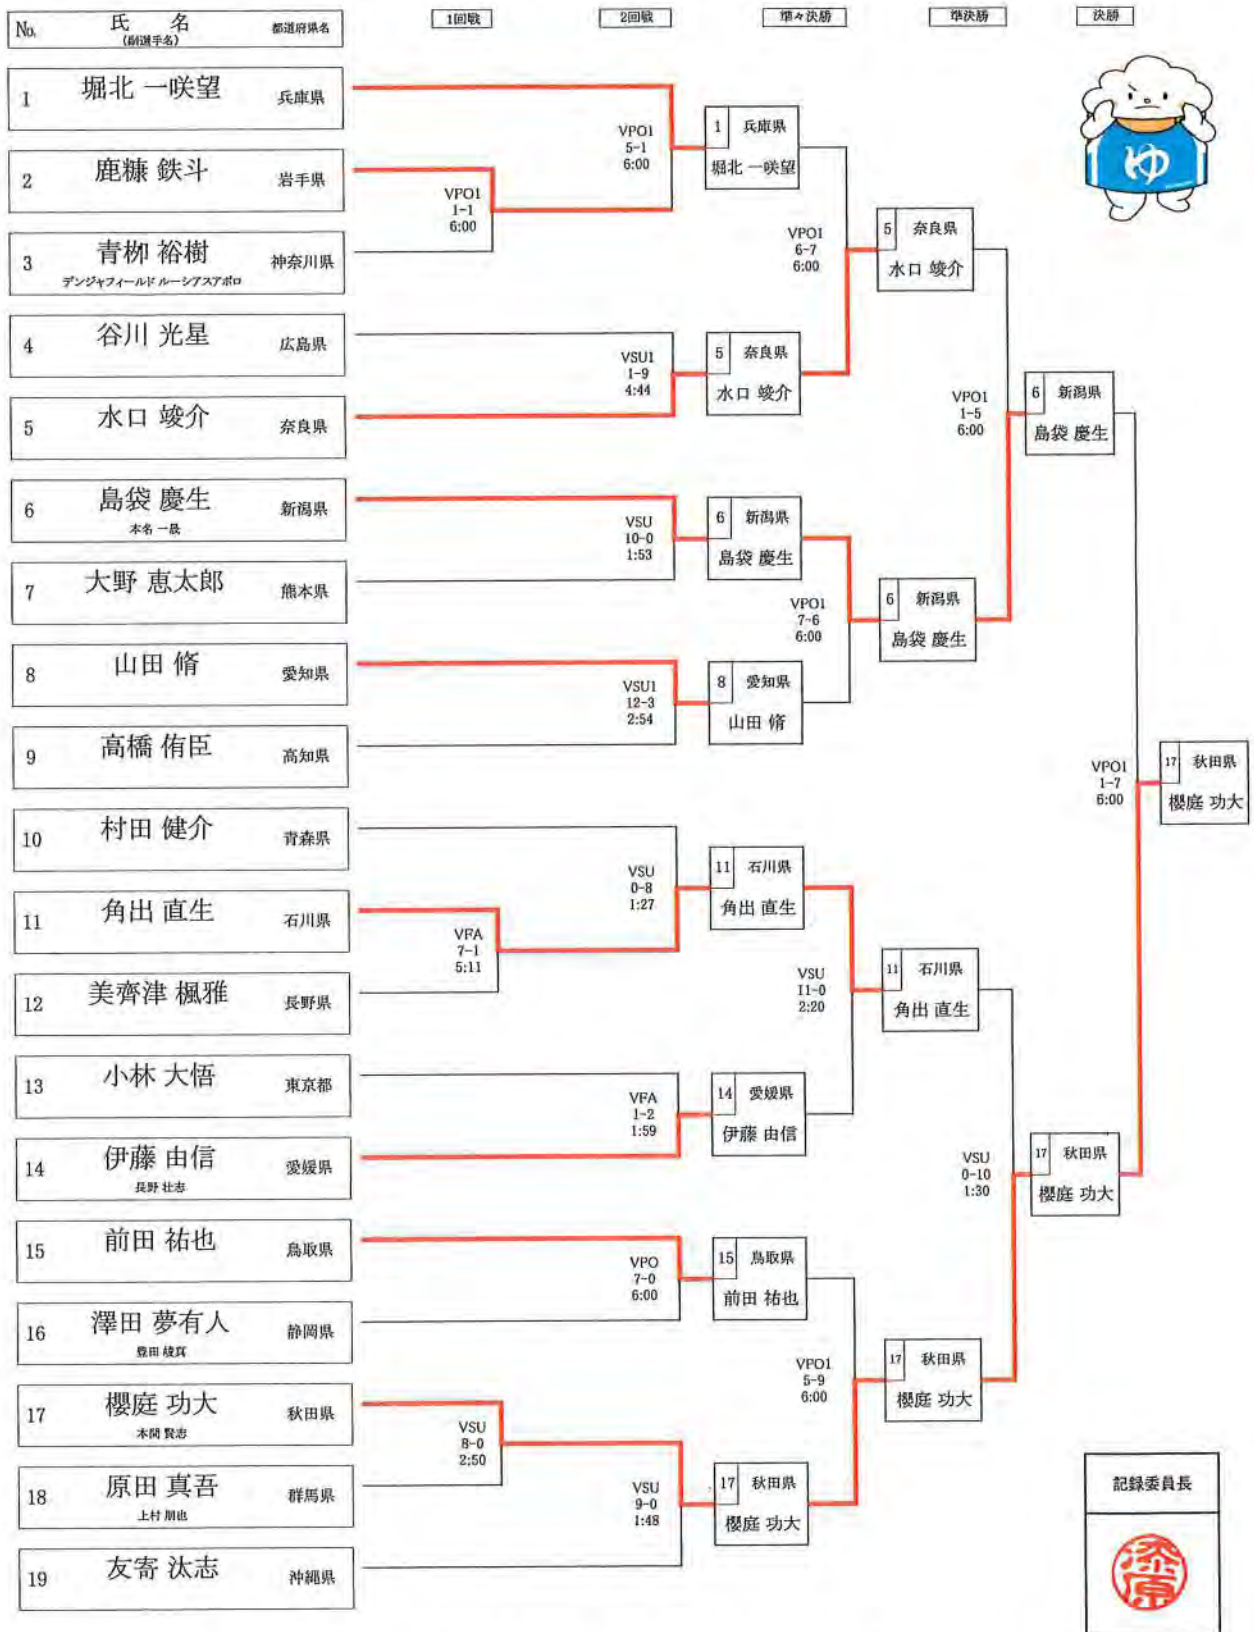 No. 氏 名 都道府県名 1回戦 2回戦 準々決勝 準決勝 決勝
(副選手名)
1 堀北 一咲望 兵庫県
2 鹿糠 鉄斗 岩手県
3 青栁 裕樹 神奈川県
デンジャフィールド ルーシアスアポロ
4 谷川 光星 広島県
5 水口 竣介 奈良県
6 島袋 慶生 新潟県
本名 一晟
7 大野 恵太郎 熊本県
8 山田 脩 愛知県
9 高橋 侑臣 高知県
10 村田 健介 青森県
11 角出 直生 石川県
12 美齊津 楓雅 長野県
13 小林 大悟 東京都
14 伊藤 由信 愛媛県
長野 壮志
15 前田 祐也 鳥取県
16 澤田 夢有人 静岡県
豊田 綾真
17 櫻庭 功大 秋田県
本間 賢志
18 原田 真吾 群馬県
上村 朋也
19 友寄 汰志 沖縄県
VPO1
1-1
6:00
VFA
7-1
5:11
VSU
8-0
2:50
VPO1
5-1
6:00
VSU1
1-9
4:44
VSU
10-0
1:53
VSU1
12-3
2:54
VSU
0-8
1:27
VFA
1-2
1:59
VPO
7-0
6:00
VSU
9-0
1:48
1 兵庫県
堀北 一咲望
5 奈良県
水口 竣介
6 新潟県
島袋 慶生
8 愛知県
山田 脩
11 石川県
角出 直生
14 愛媛県
伊藤 由信
15 鳥取県
前田 祐也
17 秋田県
櫻庭 功大
VPO1
6-7
6:00
VPO1
7-6
6:00
VSU
11-0
2:20
VPO1
5-9
6:00
5 奈良県
水口 竣介
6 新潟県
島袋 慶生
11 石川県
角出 直生
17 秋田県
櫻庭 功大
VPO1
1-5
6:00
VSU
0-10
1:30
6 新潟県
島袋 慶生
17 秋田県
櫻庭 功大
VPO1
1-7
6:00
17 秋田県
櫻庭 功大
ゆ
記録委員長
漆原